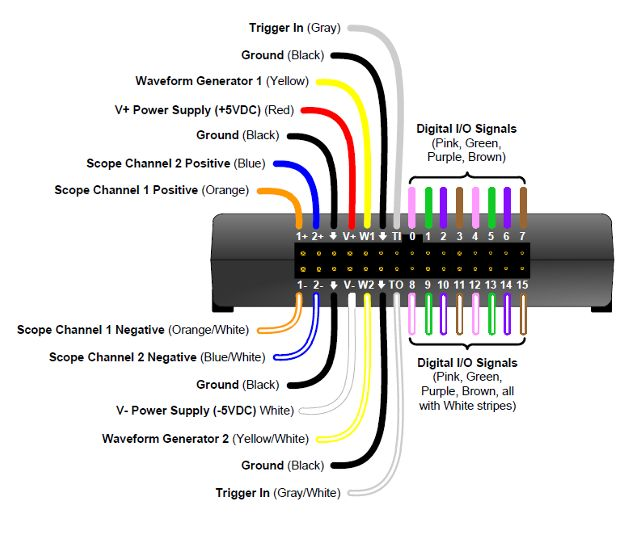 Trigger In (Gray)
Ground (Black)
Waveform Generator 1 (Yellow)
V+ Power Supply (+5VDC) (Red)
Ground (Black)
Scope Channel 2 Positive (Blue)
Scope Channel 1 Positive (Orange)
Digital I/O Signals
(Pink, Green,
Purple, Brown)
1+ 2+ V+ W1 TI 0 1 2 3 4 5 6 7
1- 2- V- W2 TO 8 9 10 11 12 13 14 15
Scope Channel 1 Negative (Orange/White)
Scope Channel 2 Negative (Blue/White)
Ground (Black)
V- Power Supply (-5VDC) White)
Waveform Generator 2 (Yellow/White)
Ground (Black)
Trigger In (Gray/White)
Digital I/O Signals
(Pink, Green,
Purple, Brown, all
with White stripes)